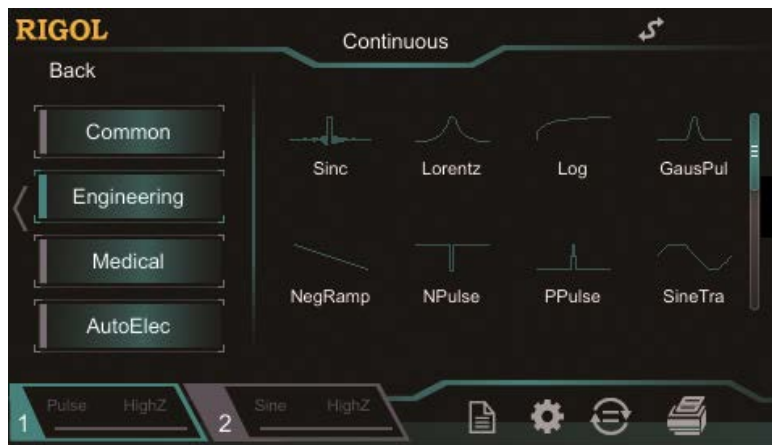 RIGOL
Continuous
Back
Common
Engineering
Medical
AutoElec
Sinc Lorentz Log GausPul
NegRamp NPulse PPulse SineTra
1 Pulse HighZ 2 Sine HighZ